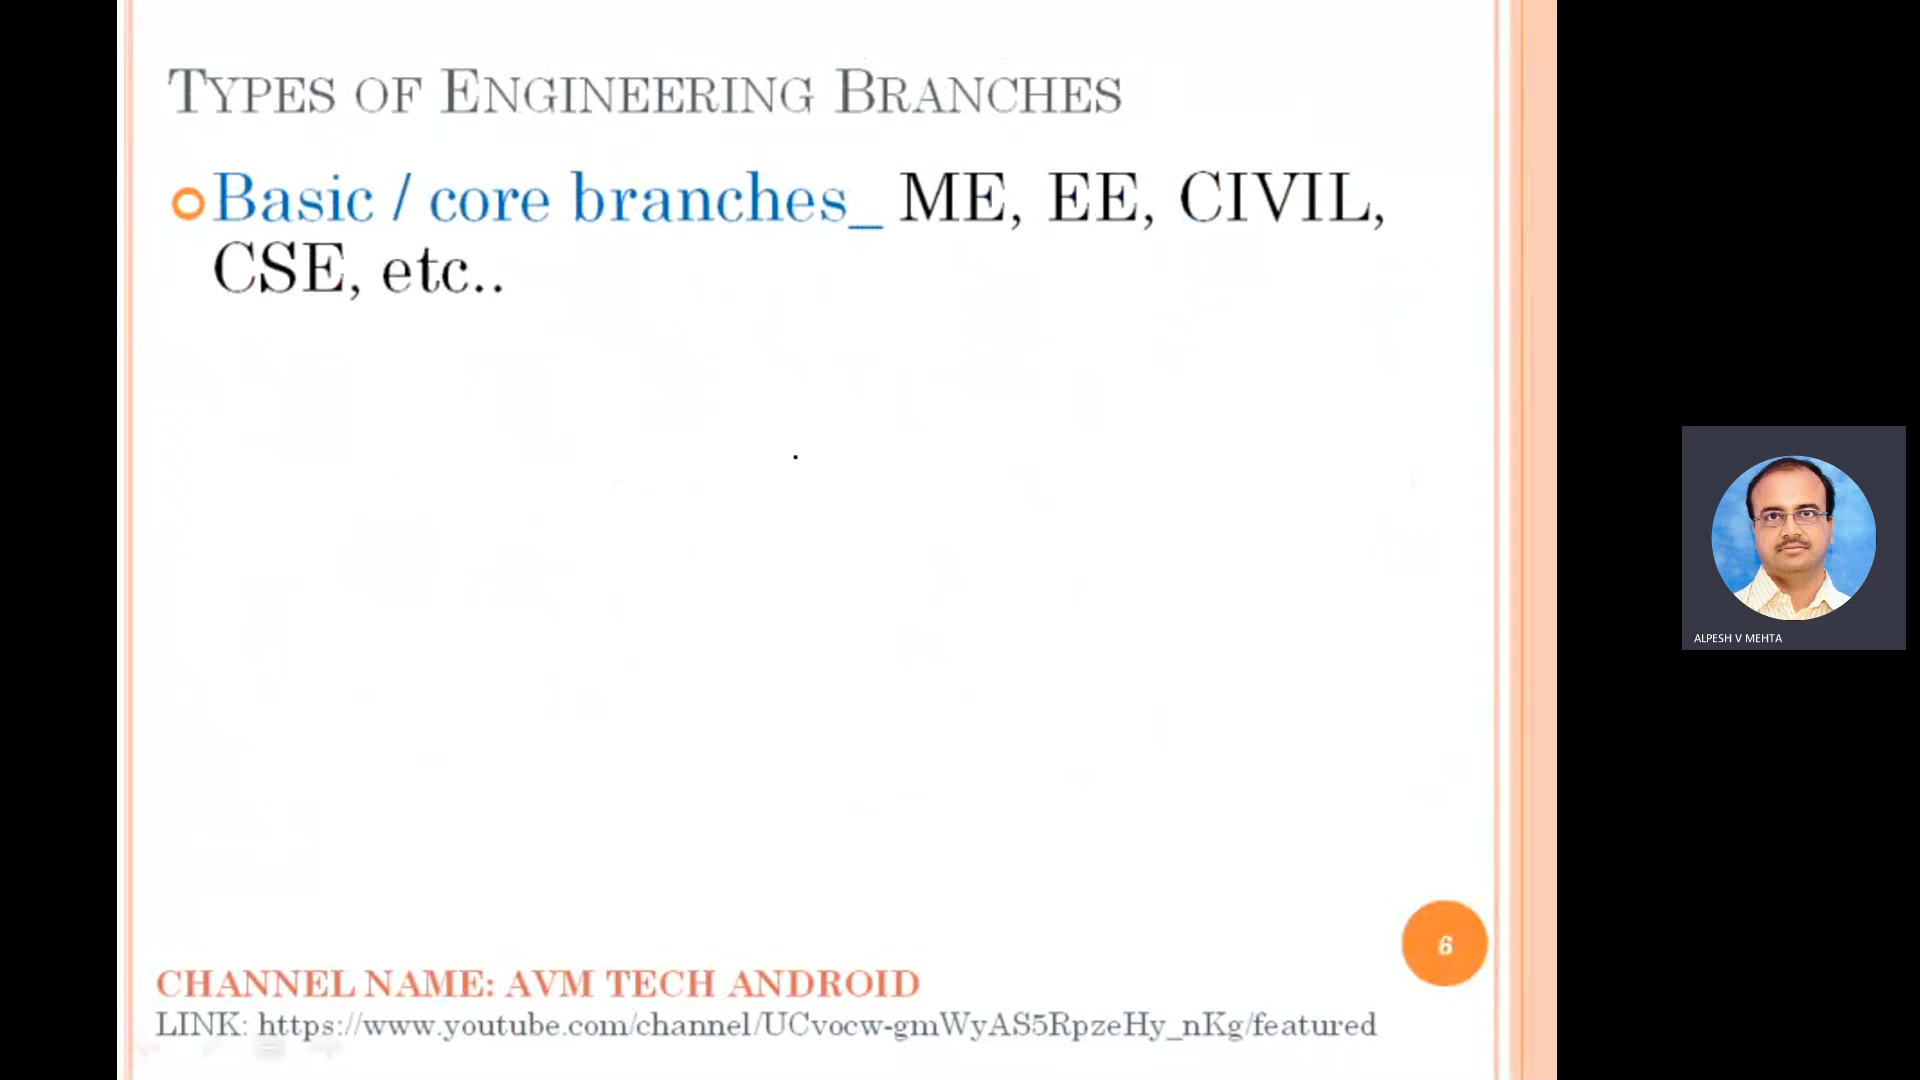 TYPES OF ENGINEERING BRANCHES
Basic / core branches_ ME, EE, CIVIL,
CSE, etc..
6
CHANNEL NAME: AVM TECH ANDROID
LINK: https://www.youtube.com/channel/UCvocw-gmWyAS5RpzeHy_nKg/featured
ALPESH V MEHTA